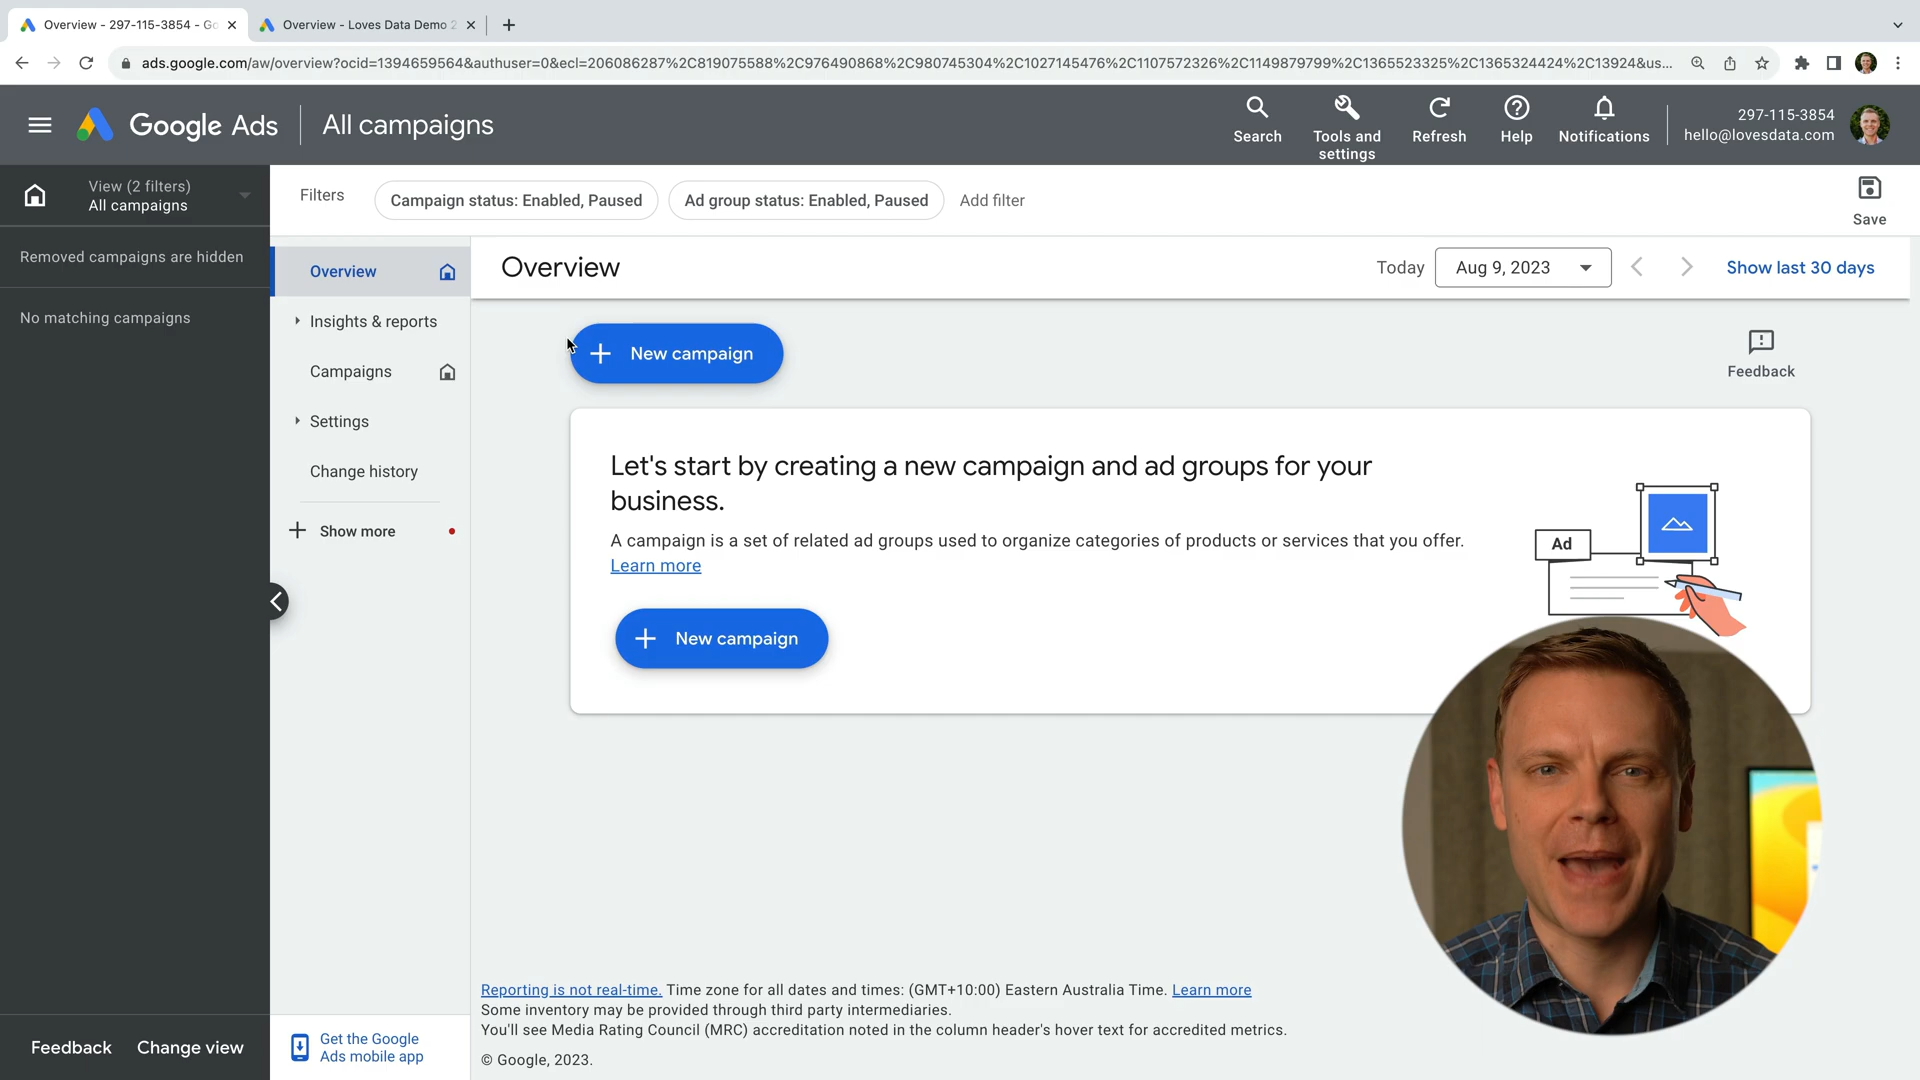 Overview - 297-115-3854 - Go
Overview - Loves Data Demo 2
ads.google.com/aw/overview?ocid=1394659564&authuser=0&ecl=206086287%2C819075588%2C976490868%2C980745304%2C1027145476%2C1107572326%2C1149879799%2C1365523325%2C1365324424%2C13924&us...
Google Ads
All campaigns
Search
Tools and
settings
Refresh
Help
Notifications
297-115-3854
hello@lovesdata.com
View (2 filters)
All campaigns
Filters
Campaign status: Enabled, Paused
Ad group status: Enabled, Paused
Add filter
Save
Removed campaigns are hidden
No matching campaigns
Overview
Insights & reports
Campaigns
Settings
Change history
Show more
Overview
Today
Aug 9, 2023
Show last 30 days
New campaign
Feedback
Let's start by creating a new campaign and ad groups for your
business.
A campaign is a set of related ad groups used to organize categories of products or services that you offer.
Learn more
Ad
New campaign
Reporting is not real-time. Time zone for all dates and times: (GMT+10:00) Eastern Australia Time. Learn more
Some inventory may be provided through third party intermediaries.
You'll see Media Rating Council (MRC) accreditation noted in the column header's hover text for accredited metrics.
© Google, 2023.
Feedback
Change view
Get the Google
Ads mobile app